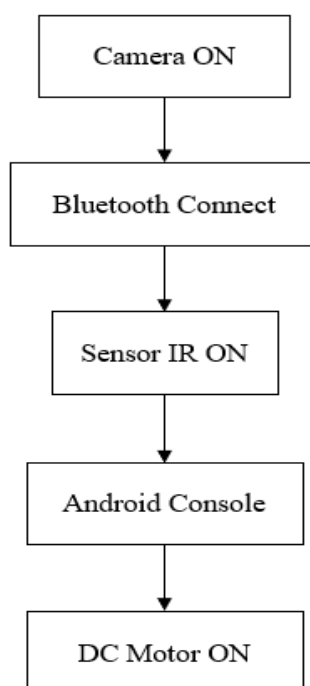 Camera ON
Bluetooth Connect
Sensor IR ON
Android Console
DC Motor ON